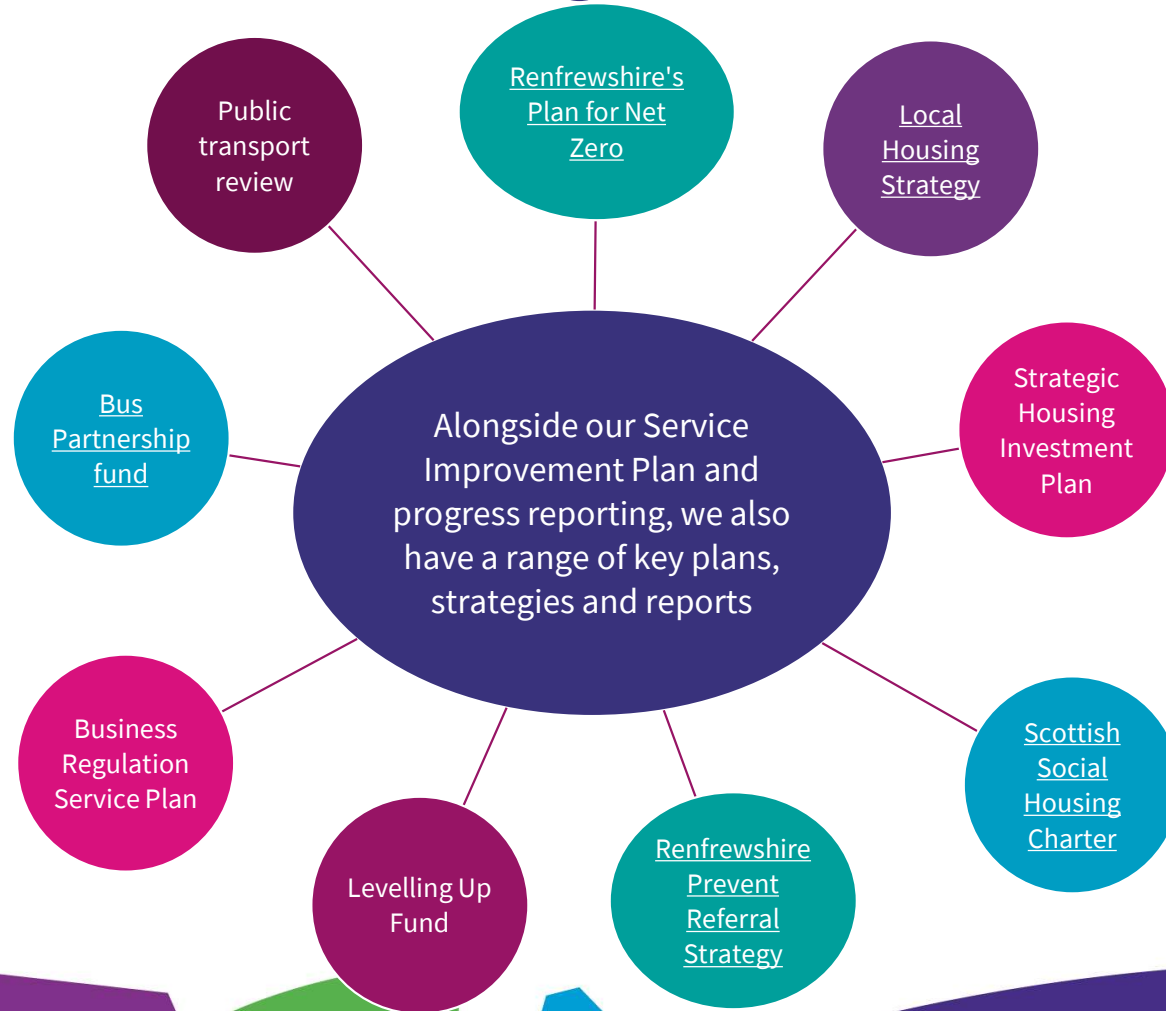 Public
transport
review
Renfrewshire's
Plan for Net
Zero
Local
Housing
Strategy
Bus
Partnership
fund
Alongside our Service
Improvement Plan and
progress reporting, we also
have a range of key plans,
strategies and reports
Strategic
Housing
Investment
Plan
Business
Regulation
Service Plan
Levelling Up
Fund
Renfrewshire
Prevent
Referral
Strategy
Scottish
Social
Housing
Charter